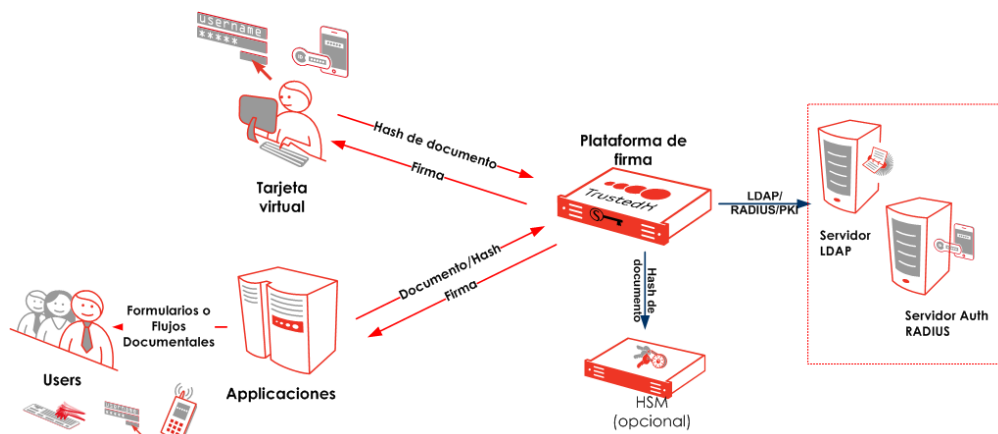 username
*****
Hash de documento
Firma
Tarjeta
virtual
Plataforma de
firma
TrustedX
LDAP/
RADIUS/PKI
Servidor
LDAP
Servidor Auth
RADIUS
Documento/Hash
Firma
Hash de
documento
HSM
(opcional)
Formularios o
Flujos
Documentales
Users
Applicaciones
username
*****